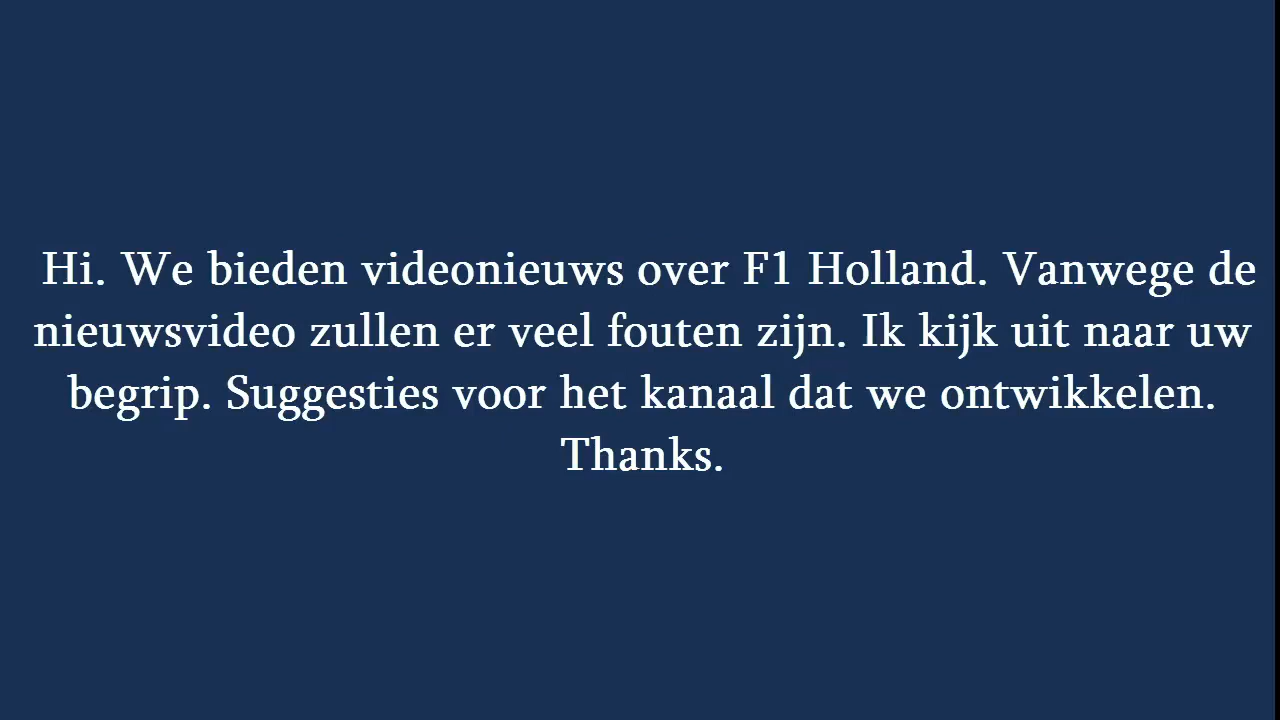 Hi. We bieden videonieuws over F1 Holland. Vanwege de
nieuwsvideo zullen er veel fouten zijn. Ik kijk uit naar uw
begrip. Suggesties voor het kanaal dat we ontwikkelen.
Thanks.